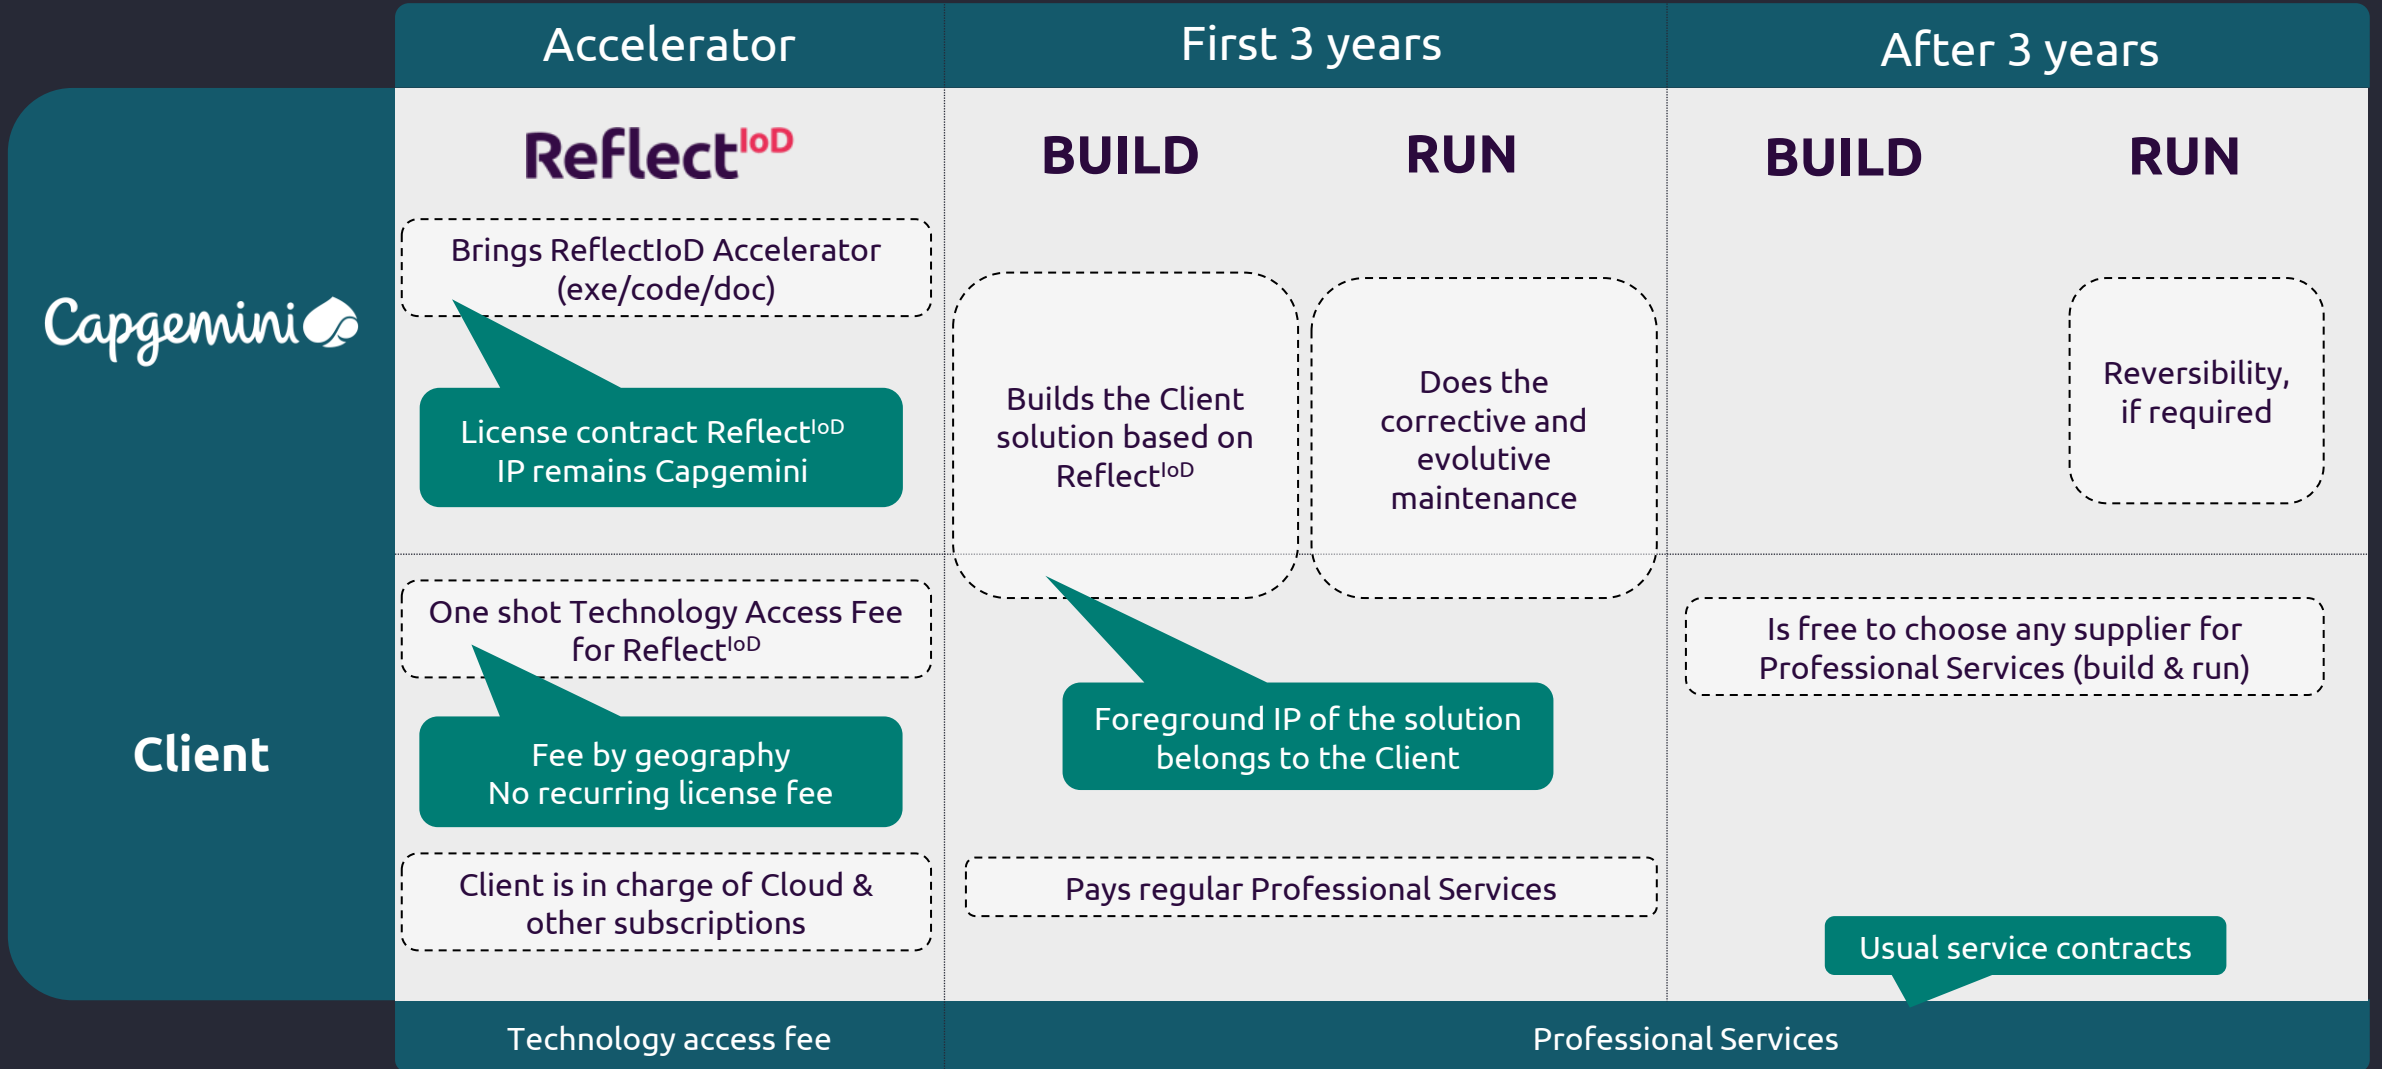 Accelerator
First 3 years
After 3 years
Reflect IoD
BUILD
RUN
BUILD
RUN
Capgemini
Brings ReflectIoD Accelerator
(exe/code/doc)
License contract ReflectIoD
IP remains Capgemini
Builds the Client
solution based on
ReflectIoD
Does the
corrective and
evolutive
maintenance
Reversibility,
if required
Client
One shot Technology Access Fee
for ReflectIoD
Fee by geography
No recurring license fee
Client is in charge of Cloud &
other subscriptions
Foreground IP of the solution
belongs to the Client
Pays regular Professional Services
Is free to choose any supplier for
Professional Services (build & run)
Usual service contracts
Technology access fee
Professional Services